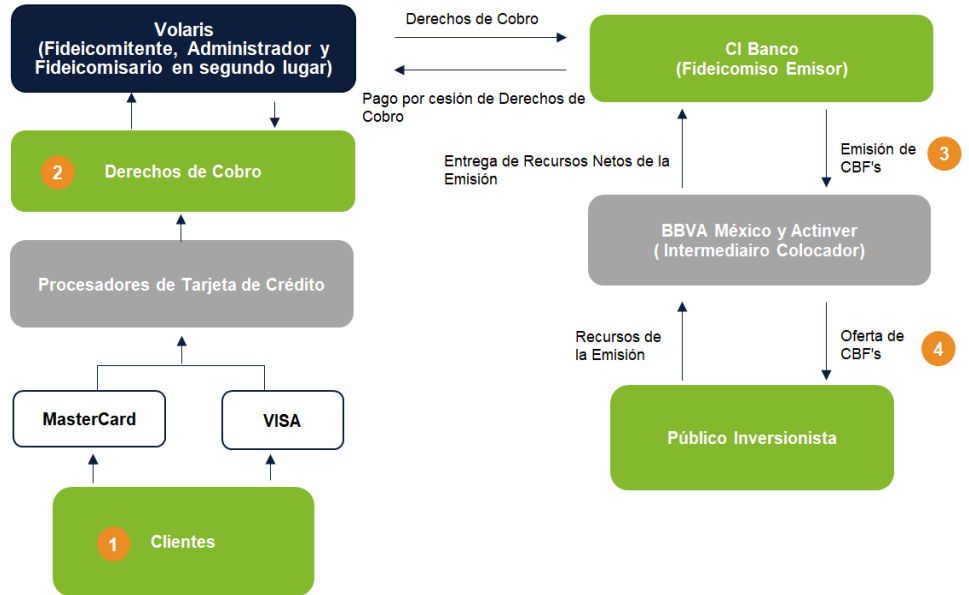 Volaris
(Fideicomitente, Administrador y
Fideicomisario en segundo lugar)
Derechos de Cobro
CI Banco
(Fideicomiso Emisor)
Pago por cesión de Derechos de
Cobro
2
Derechos de Cobro
Entrega de Recursos Netos de la
Emisión
Emisión de
CBF's
3
BBVA México y Actinver
( Intermediairo Colocador)
Procesadores de Tarjeta de Crédito
Recursos de
la Emisión
Oferta de
CBF's
4
MasterCard
VISA
Público Inversionista
1
Clientes